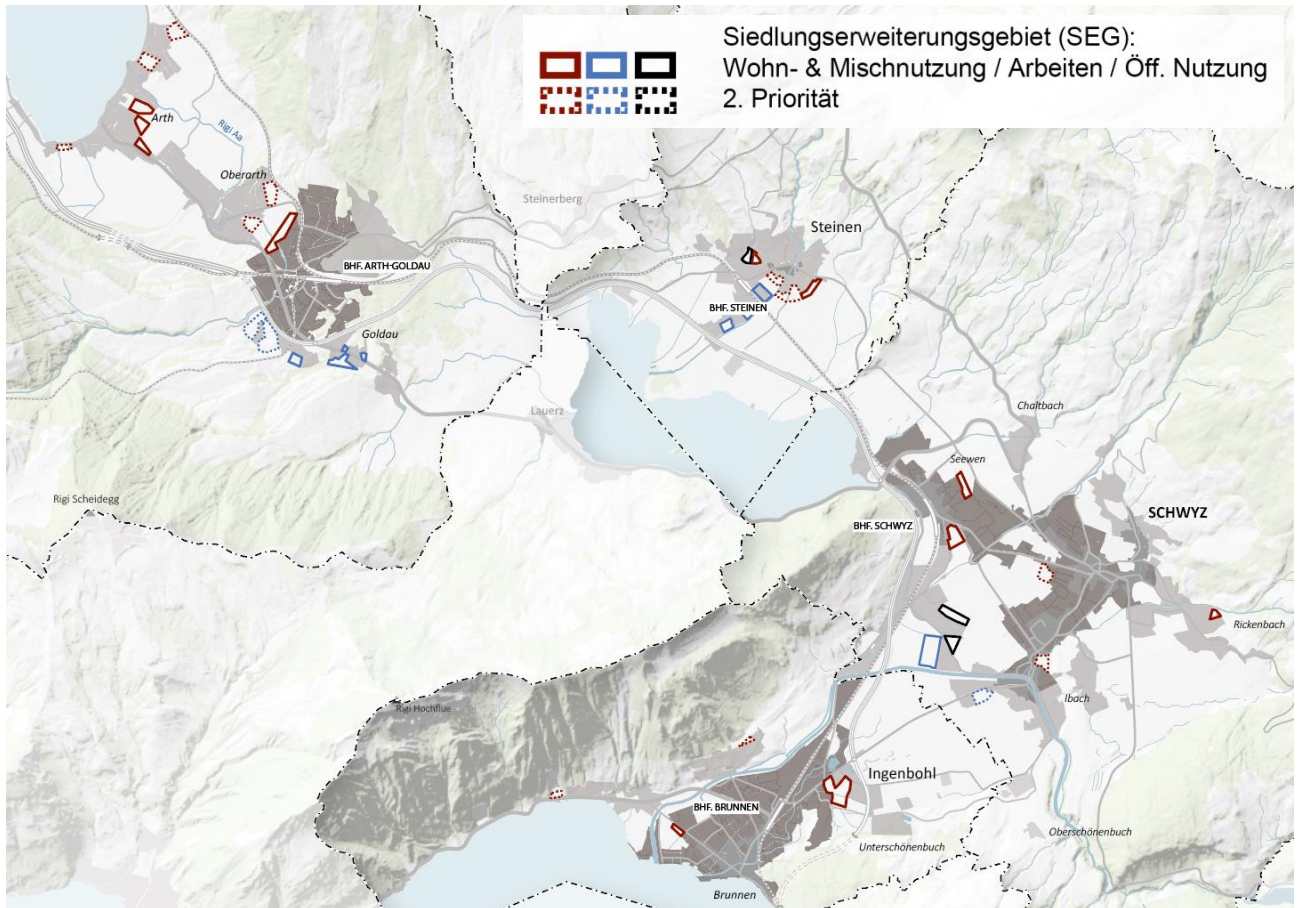 Siedlungserweiterungsgebiet (SEG):
Wohn- & Mischnutzung / Arbeiten / Öff. Nutzung
2. Priorität
Arth
Rigi Aa
Oberarth
Steinerberg
Steinen
BHF. ARTH-GOLDAU
BHF. STEINEN
Goldau
Lauerz
Chaltbach
Seewen
Rigi Scheidegg
BHF. SCHWYZ
SCHWYZ
Rickenbach
Rigi Hochflue
Ibach
Ingenbohl
BHF. BRUNNEN
Oberschönenbuch
Unterschönenbuch
Brunnen